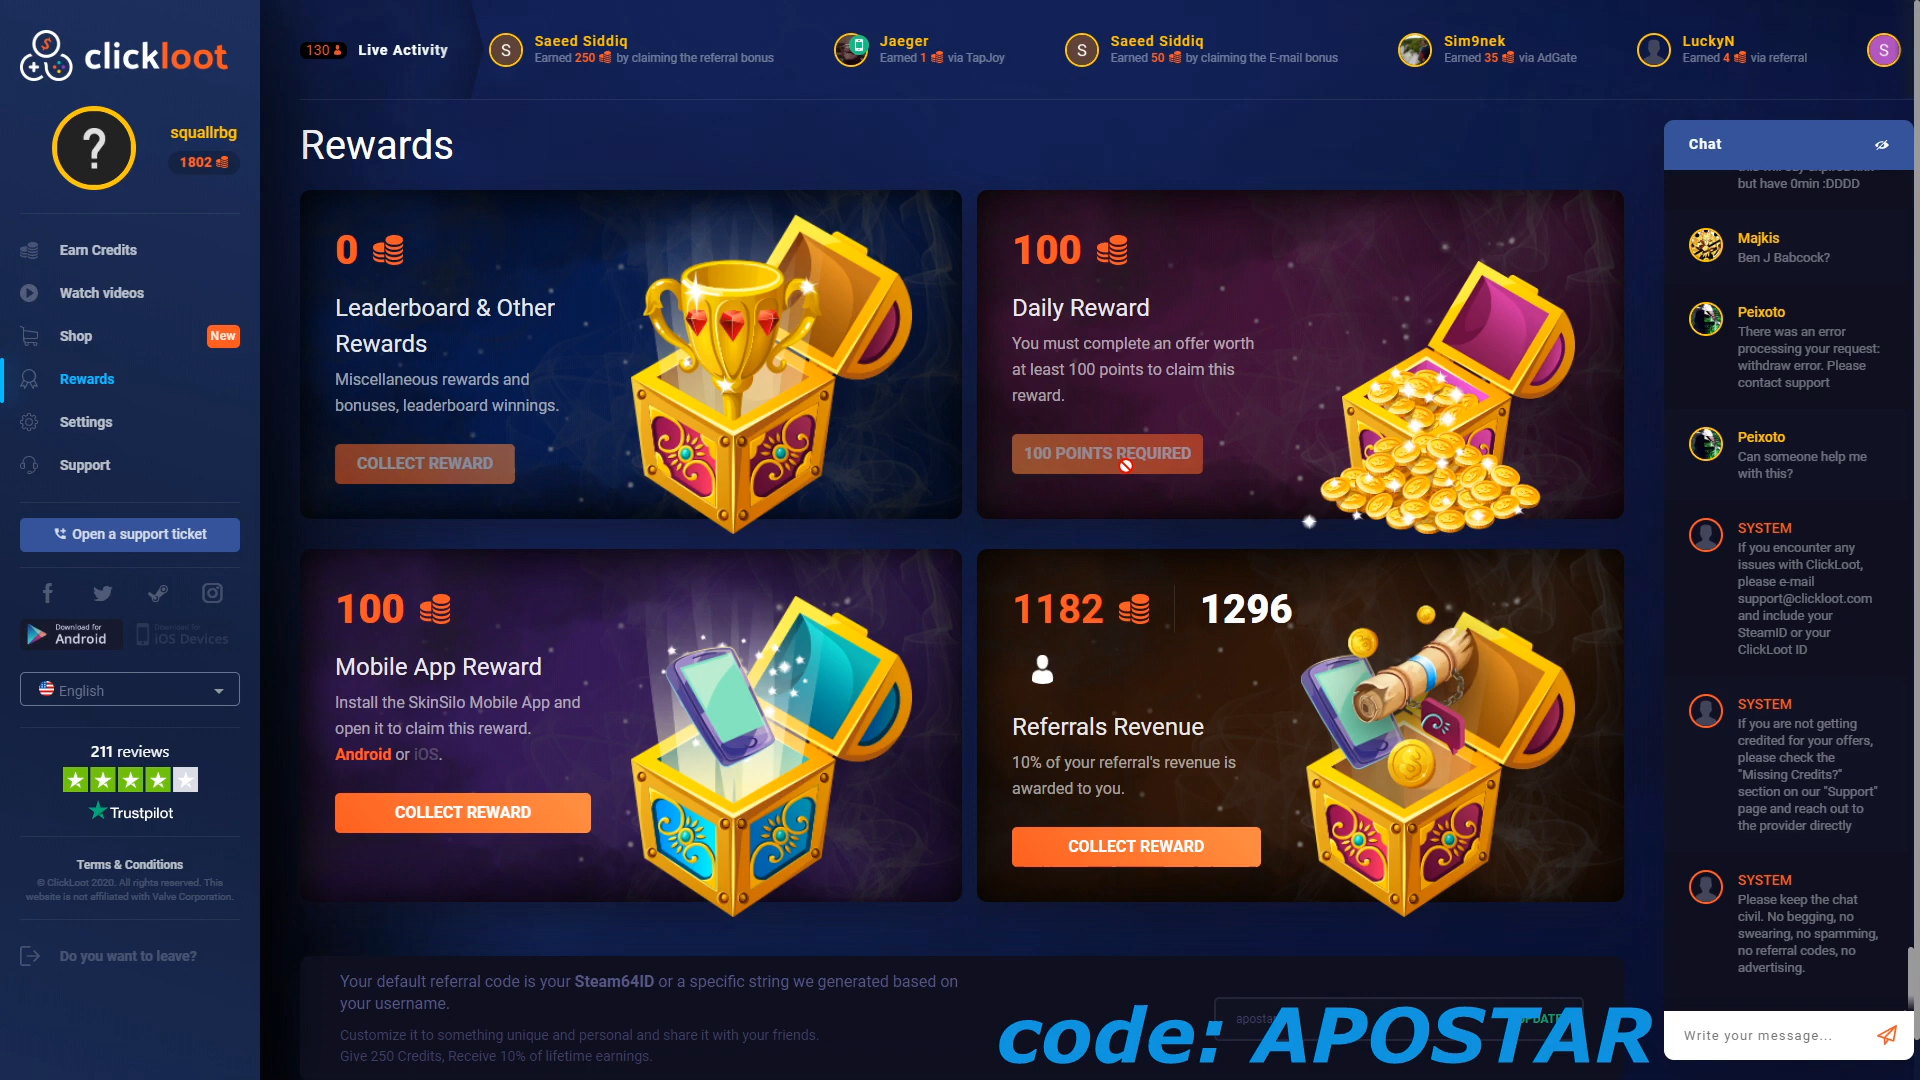 clickloot
squallrbg
1802
Earn Credits
Watch videos
Shop
New
Rewards
Settings
Support
Open a support ticket
Download for
Android
Download for
iOS Devices
English
211 reviews
Trustpilot
Terms & Conditions
© ClickLoot 2020. All rights reserved. This
website is not affiliated with Valve Corporation.
Do you want to leave?
130
Live Activity
S
Saeed Siddiq
Earned 250 by claiming the referral bonus
Jaeger
Earned 1 via TapJoy
S
Saeed Siddiq
Earned 50 by claiming the E-mail bonus
Sim9nek
Earned 35 via AdGate
LuckyN
Earned 4 via referral
S
Rewards
0
Leaderboard & Other
Rewards
Miscellaneous rewards and
bonuses, leaderboard winnings.
COLLECT REWARD
100
Daily Reward
You must complete an offer worth
at least 100 points to claim this
reward.
100 POINTS REQUIRED
100
Mobile App Reward
Install the SkinSilo Mobile App and
open it to claim this reward.
Android or iOS.
COLLECT REWARD
1182
1296
Referrals Revenue
10% of your referral's revenue is
awarded to you.
COLLECT REWARD
Your default referral code is your Steam64ID or a specific string we generated based on
your username.
Customize it to something unique and personal and share it with your friends.
Give 250 Credits, Receive 10% of lifetime earnings.
code: APOSTAR
Chat
but have 0min :DDDD
Majkis
Ben J Babcock?
Peixoto
There was an error
processing your request:
withdraw error. Please
contact support
Peixoto
Can someone help me
with this?
SYSTEM
If you encounter any
issues with ClickLoot,
please e-mail
support@clickloot.com
and include your
SteamID or your
ClickLoot ID
SYSTEM
If you are not getting
credited for your offers,
please check the
"Missing Credits?"
section on our "Support"
page and reach out to
the provider directly
SYSTEM
Please keep the chat
civil. No begging, no
swearing, no spamming,
no referral codes, no
advertising.
Write your message...